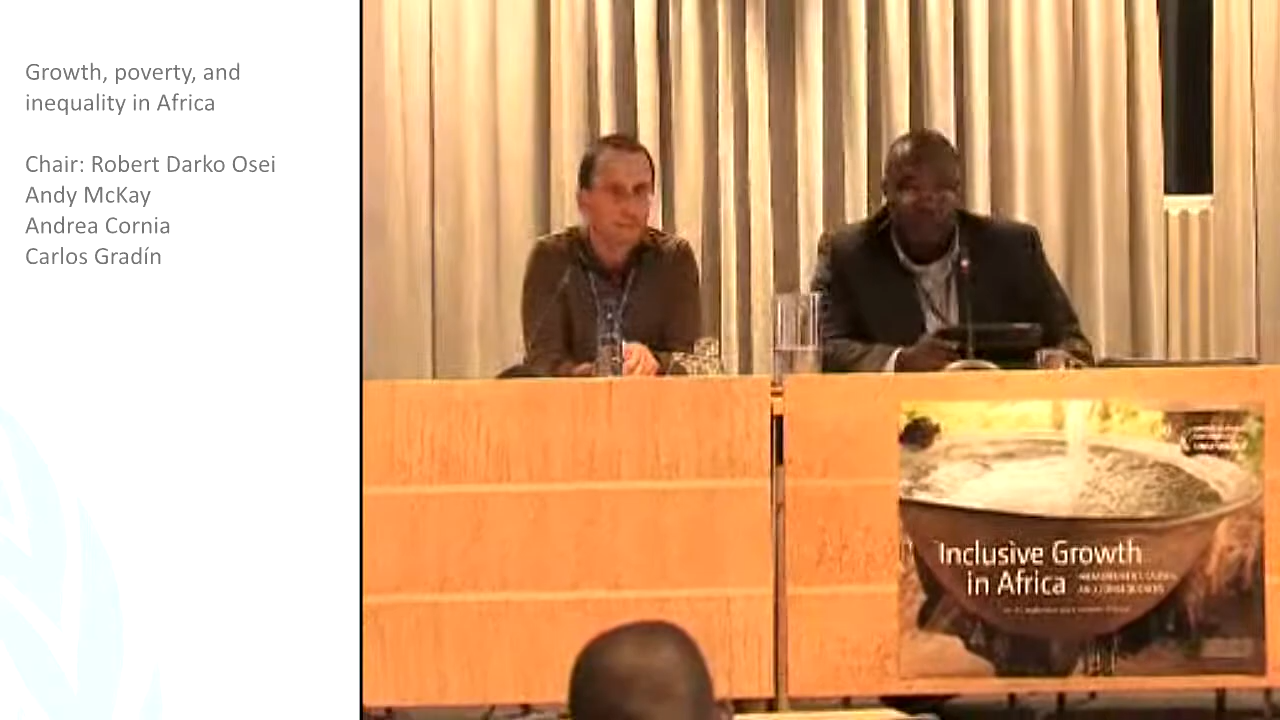 Growth, poverty, and
inequality in Africa
Chair: Robert Darko Osei
Andy McKay
Andrea Cornia
Carlos Gradín
Inclusive Growth
in Africa